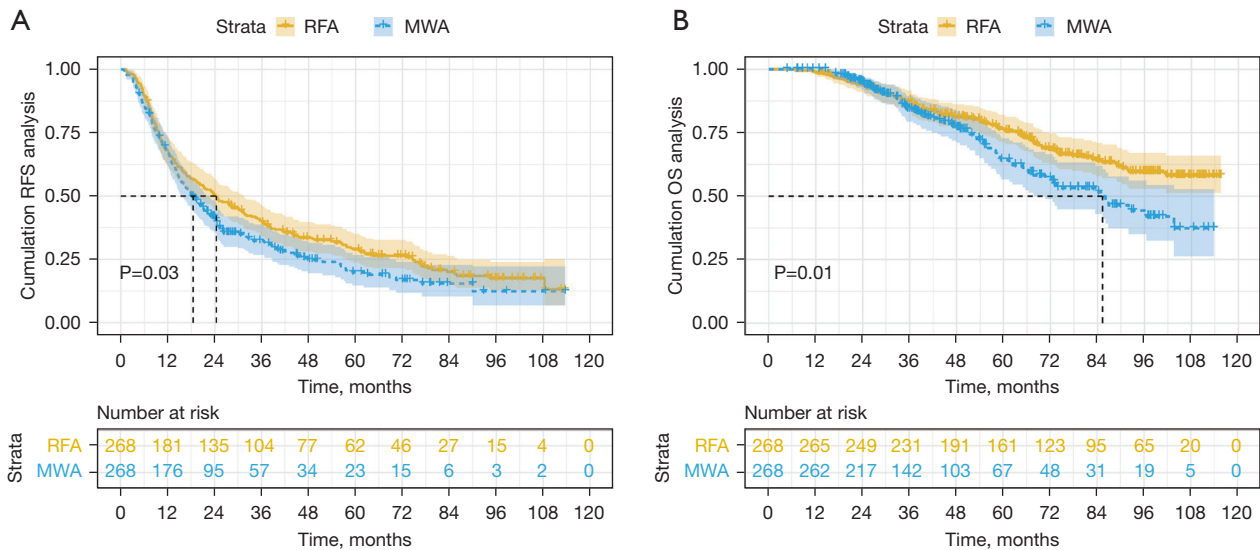 A
Strata RFA MWA
Cumulation RFS analysis
1.00
0.75
0.50
0.25
0.00
P=0.03
0 12 24 36 48 60 72 84 96 108 120
Time, months
Number at risk
Strata
RFA 268 181 135 104 77 62 46 27 15 4 0
MWA 268 176 95 57 34 23 15 6 3 2 0
0 12 24 36 48 60 72 84 96 108 120
Time, months
B
Strata RFA MWA
Cumulation OS analysis
1.00
0.75
0.50
0.25
0.00
P=0.01
0 12 24 36 48 60 72 84 96 108 120
Time, months
Number at risk
Strata
RFA 268 265 249 231 191 161 123 95 65 20 0
MWA 268 262 217 142 103 67 48 31 19 5 0
0 12 24 36 48 60 72 84 96 108 120
Time, months